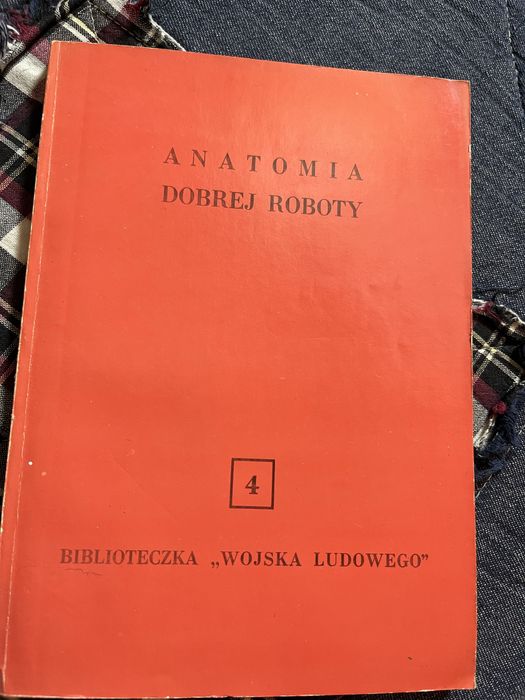 ANATOMIA
DOBREJ ROBOTY
4
BIBLIOTECZKA „WOJSKA LUDOWEGO”